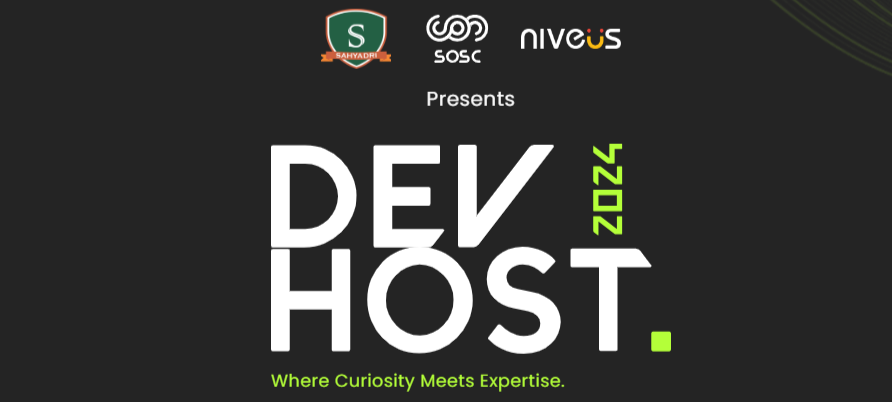 S
SAHYADRI
SOSC
niveus
Presents
DEV
2024
HOST.
Where Curiosity Meets Expertise.